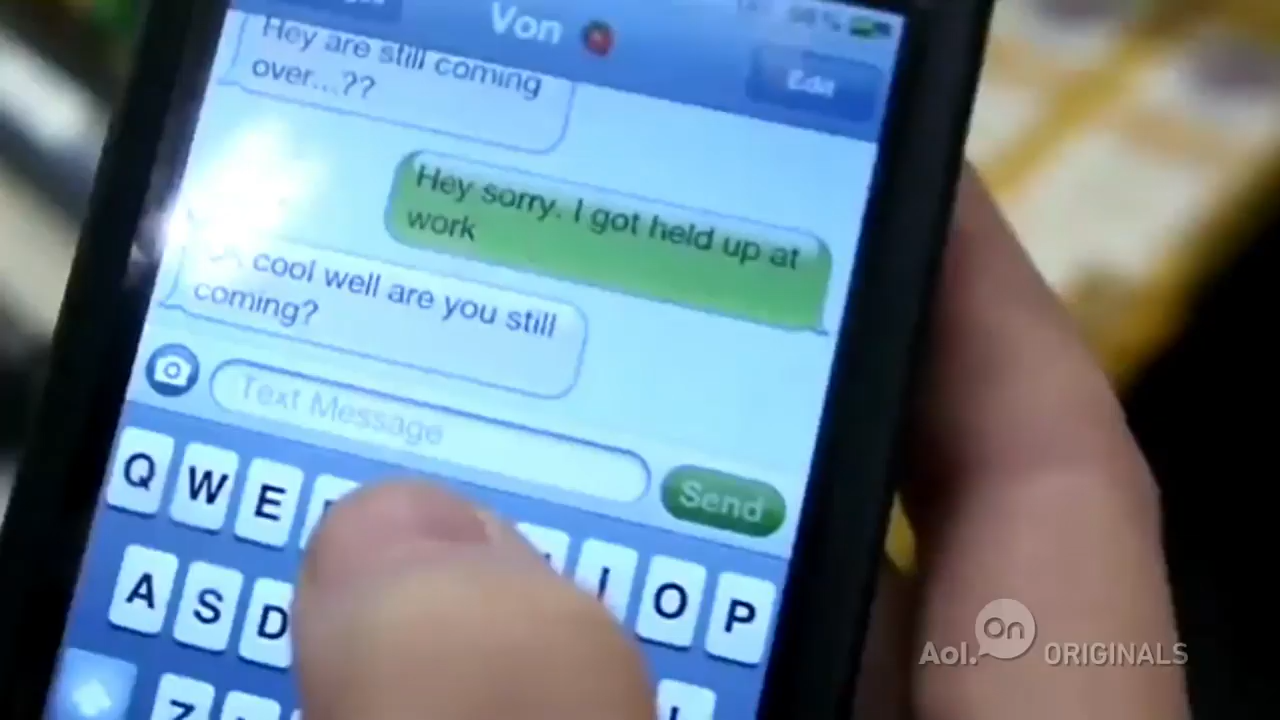 Von
Edit
Hey are still coming
over...??
Hey sorry. I got held up at
work
cool well are you still
coming?
Text Message
Send
Q W E I O P
A S D
Z
L
Aol. on ORIGINALS